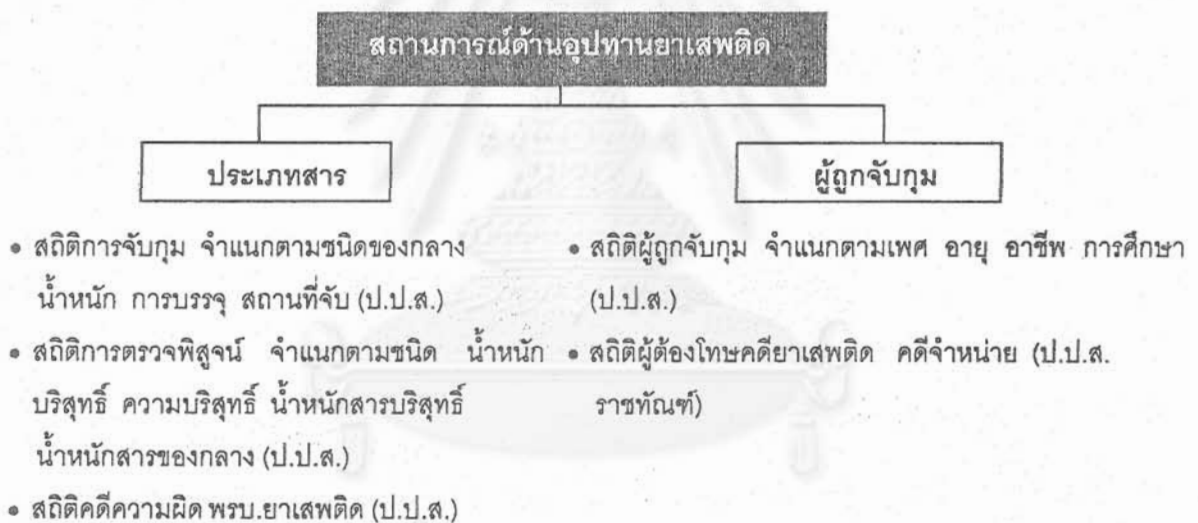 สถานการณ์ด้านอุปทานยาเสพติด
ประเภทสาร
ผู้ถูกจับกุม
• สถิติการจับกุม จำแนกตามชนิดของกลาง
น้ำหนัก การบรรจุ สถานที่จับ (ป.ป.ส.)
• สถิติการตรวจพิสูจน์ จำแนกตามชนิด น้ำหนัก
บริสุทธิ์ ความบริสุทธิ์ น้ำหนักสารบริสุทธิ์
น้ำหนักสารของกลาง (ป.ป.ส.)
• สถิติคดีความผิด พรบ.ยาเสพติด (ป.ป.ส.)
• สถิติผู้ถูกจับกุม จำแนกตามเพศ อายุ อาชีพ การศึกษา
(ป.ป.ส.)
• สถิติผู้ต้องโทษคดียาเสพติด คดีจำหน่าย (ป.ป.ส.
ราชทัณฑ์)